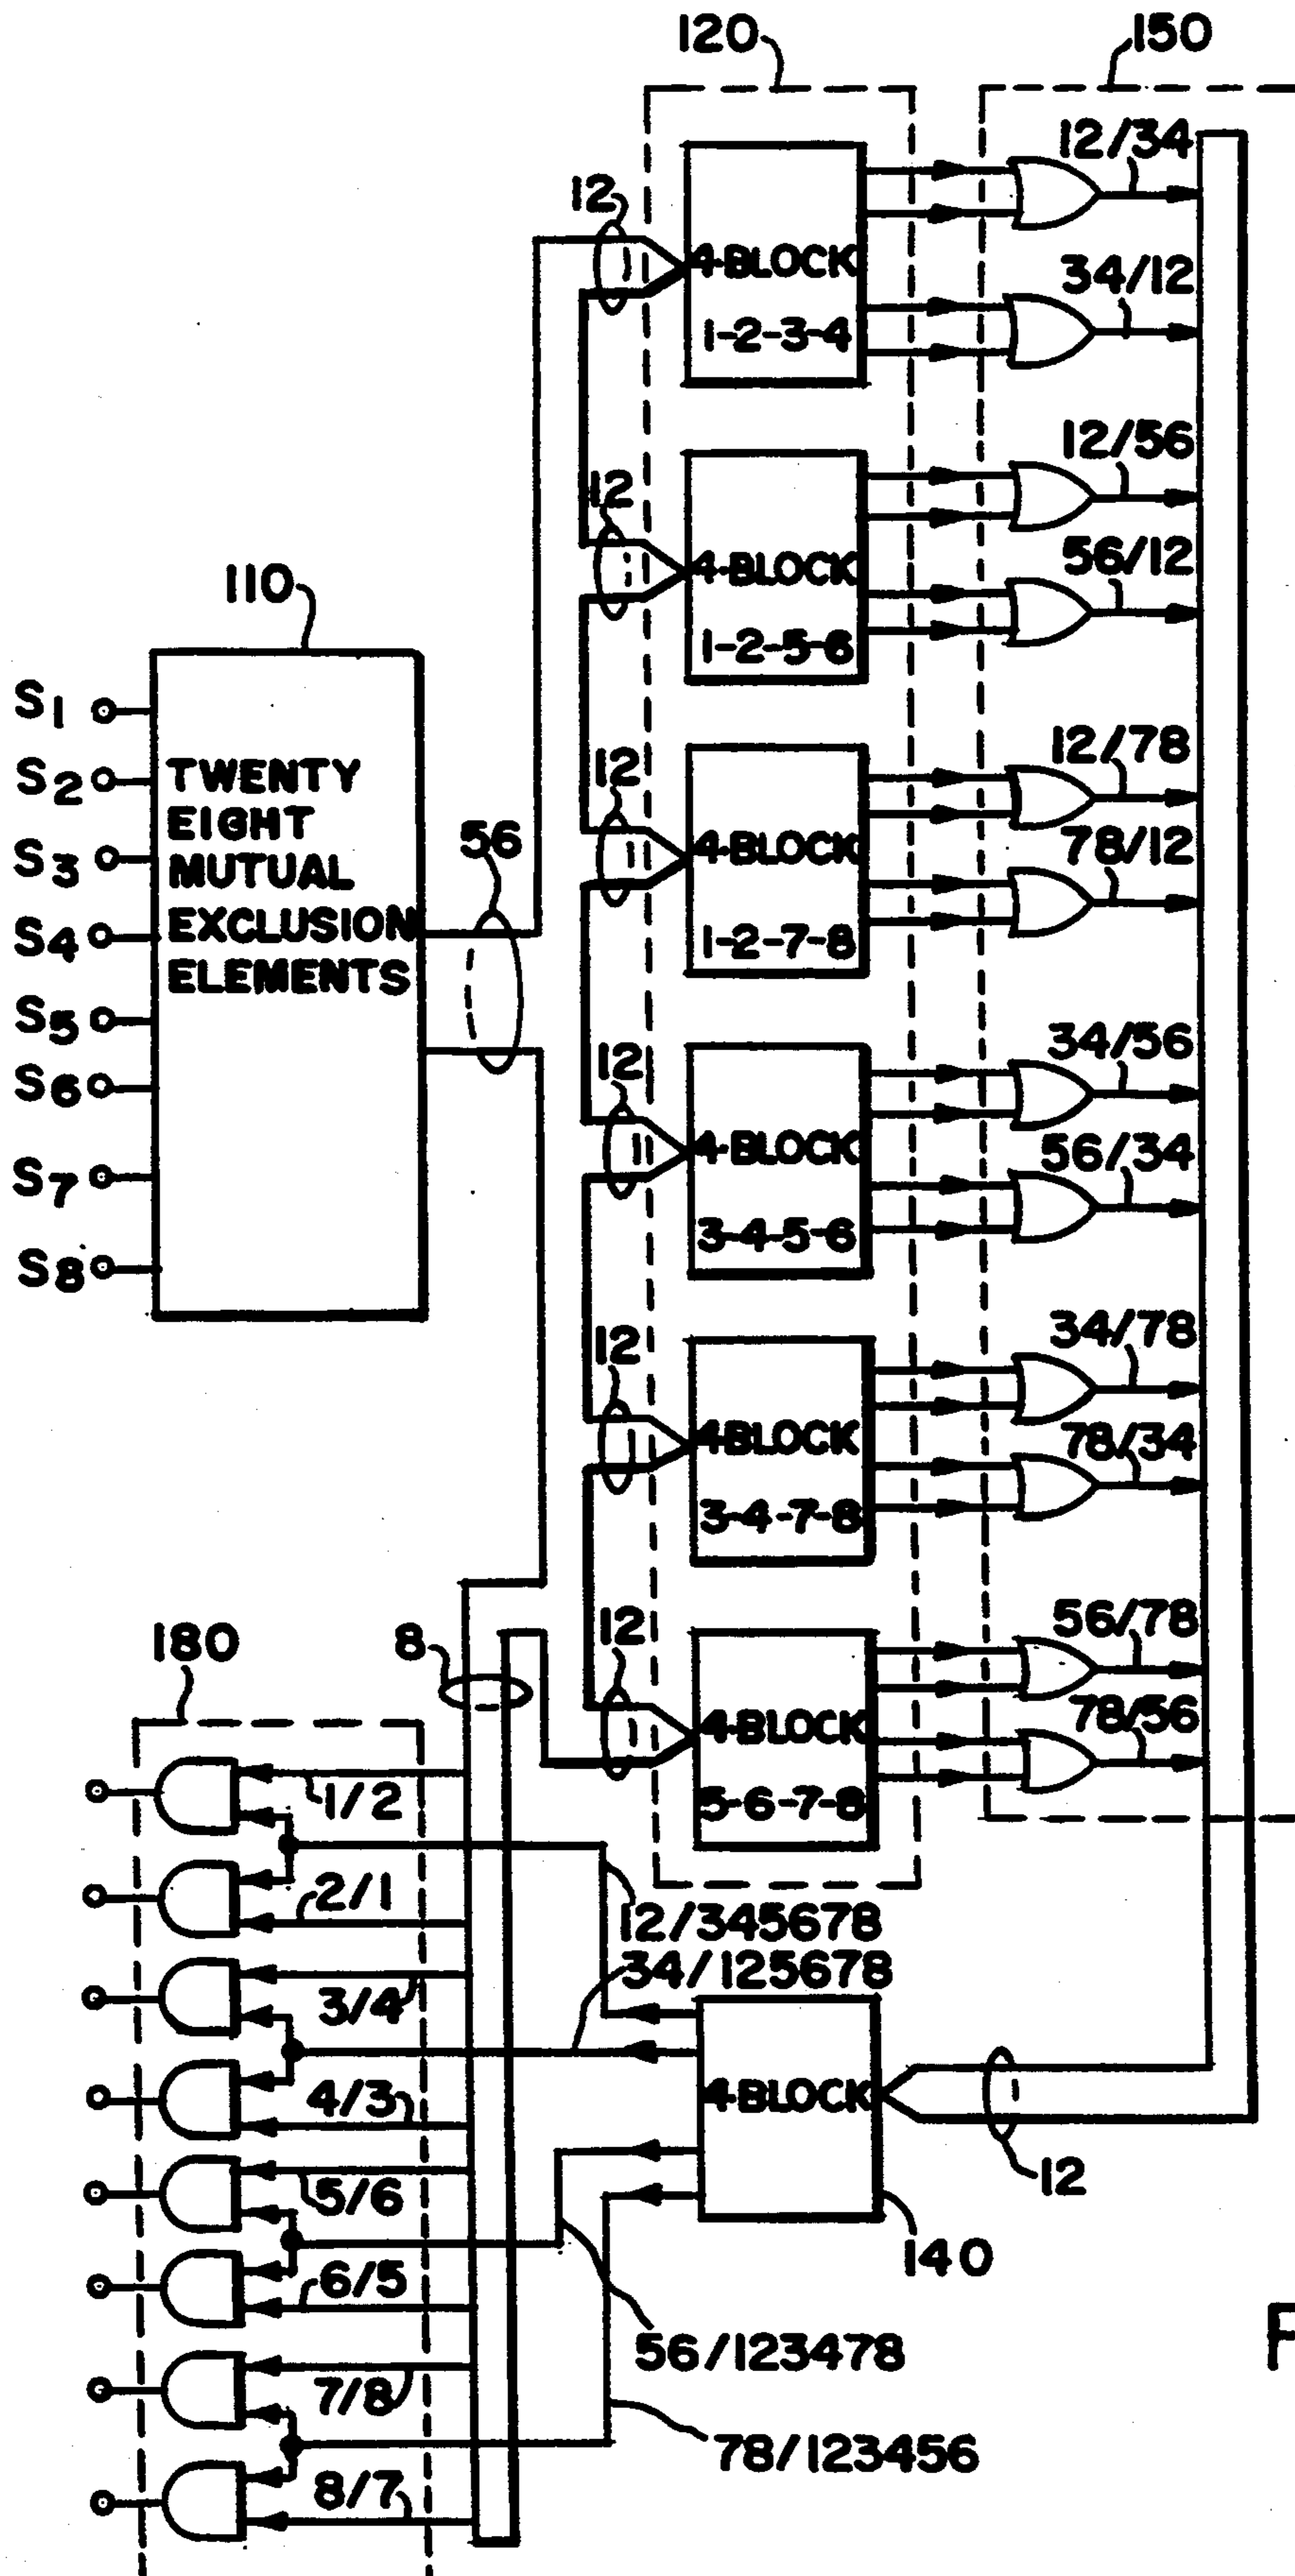 120
150
12/34
12
4-BLOCK
34/12
1-2-3-4
12/56
12
4-BLOCK
56/12
110
1-2-5-6
S1
S2
S3
S4
S5
S6
S7
S8
TWENTY
EIGHT
MUTUAL
EXCLUSION
ELEMENTS
56
12/78
12
4-BLOCK
78/12
1-2-7-8
34/56
12
4-BLOCK
56/34
3-4-5-6
34/78
12
4-BLOCK
78/34
3-4-7-8
56/78
12
180
8
4-BLOCK
78/56
5-6-7-8
1/2
2/1
12/345678
34/125678
3/4
4/3
4-BLOCK
12
5/6
140
6/5
56/123478
7/8
78/123456
8/7
F